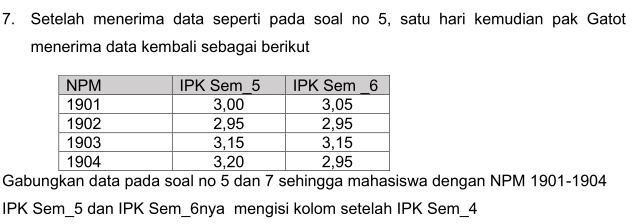 7. Setelah menerima data seperti pada soal no 5, satu hari kemudian pak Gatot
menerima data kembali sebagai berikut
NPM IPK Sem_5 IPK Sem _6
1901 3,00 3,05
1902 2,95 2,95
1903 3,15 3,15
1904 3,20 2,95
Gabungkan data pada soal no 5 dan 7 sehingga mahasiswa dengan NPM 1901-1904
IPK Sem_5 dan IPK Sem_6nya mengisi kolom setelah IPK Sem_4